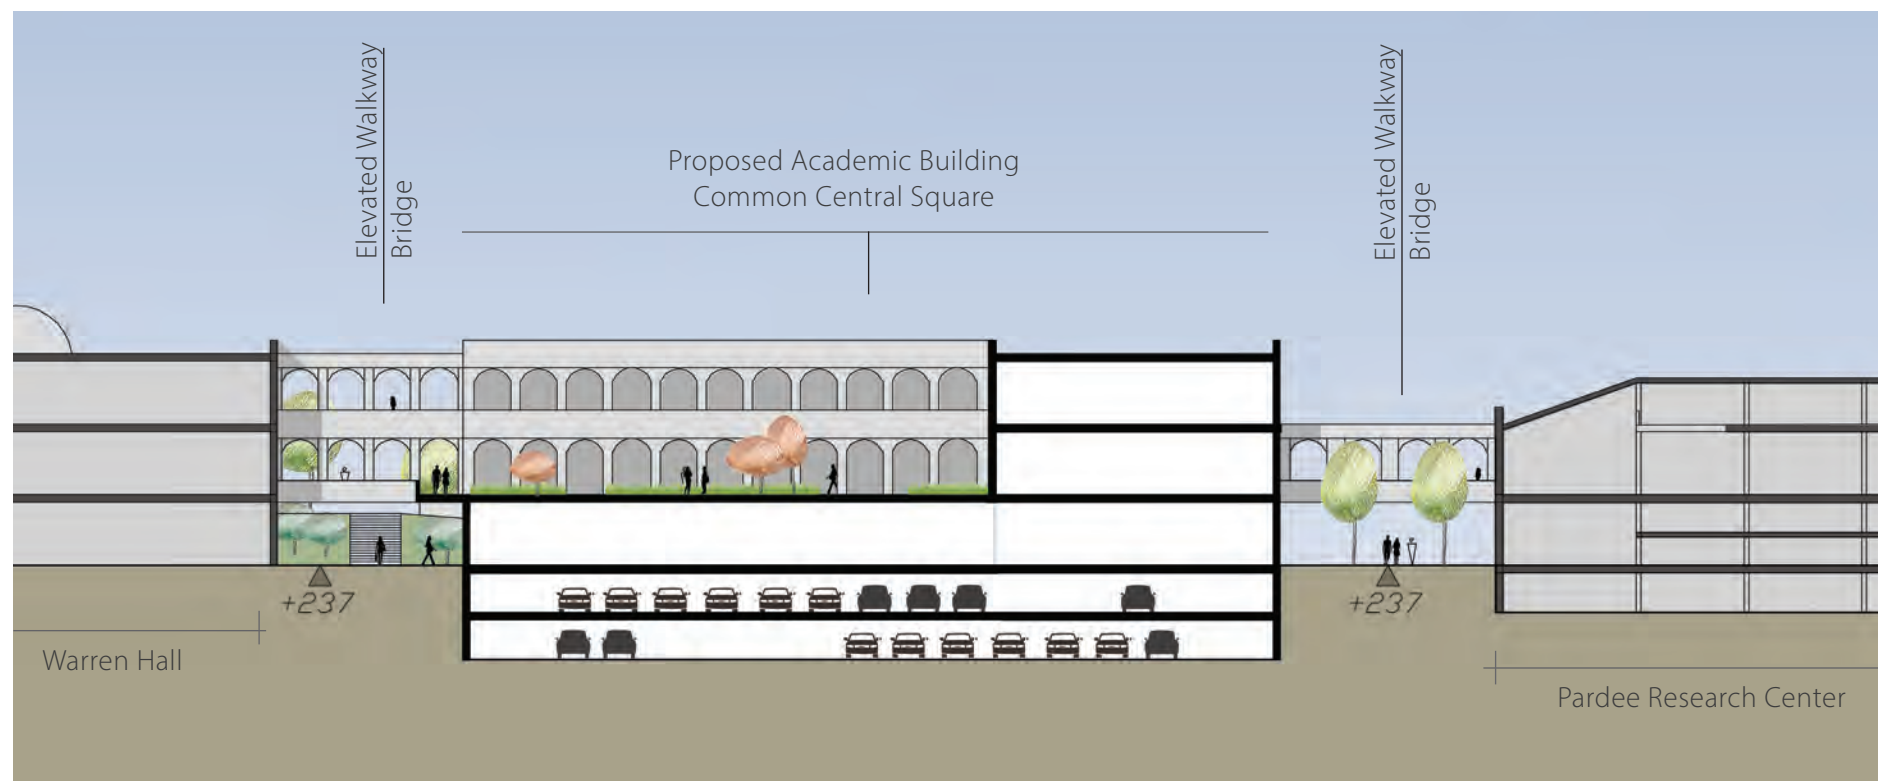 Elevated Walkway
Bridge
Proposed Academic Building
Common Central Square
Elevated Walkway
Bridge
+237
+237
Warren Hall
Pardee Research Center